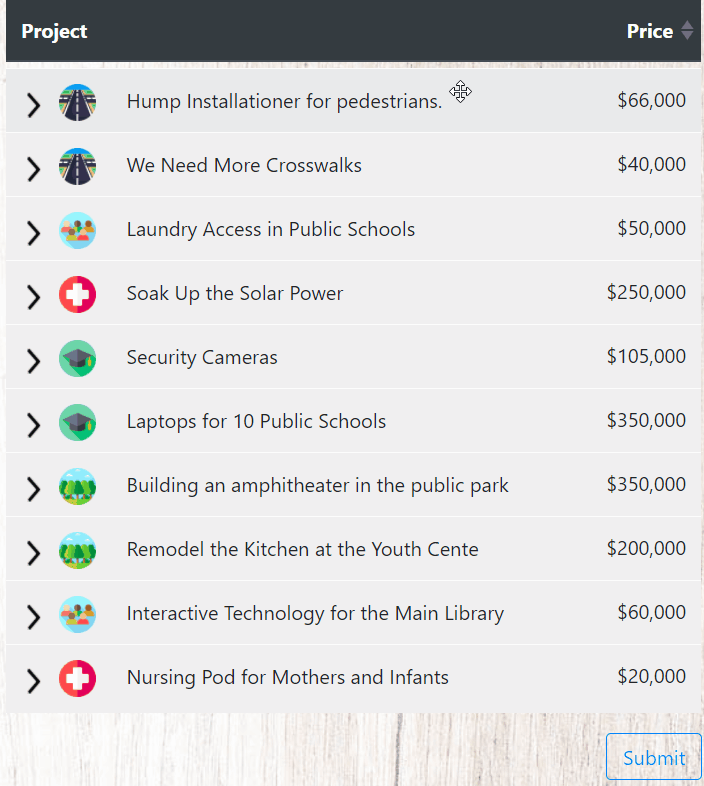 Project Price
Hump Installationer for pedestrians. $66,000
We Need More Crosswalks $40,000
Laundry Access in Public Schools $50,000
Soak Up the Solar Power $250,000
Security Cameras $105,000
Laptops for 10 Public Schools $350,000
Building an amphitheater in the public park $350,000
Remodel the Kitchen at the Youth Cente $200,000
Interactive Technology for the Main Library $60,000
Nursing Pod for Mothers and Infants $20,000
Submit